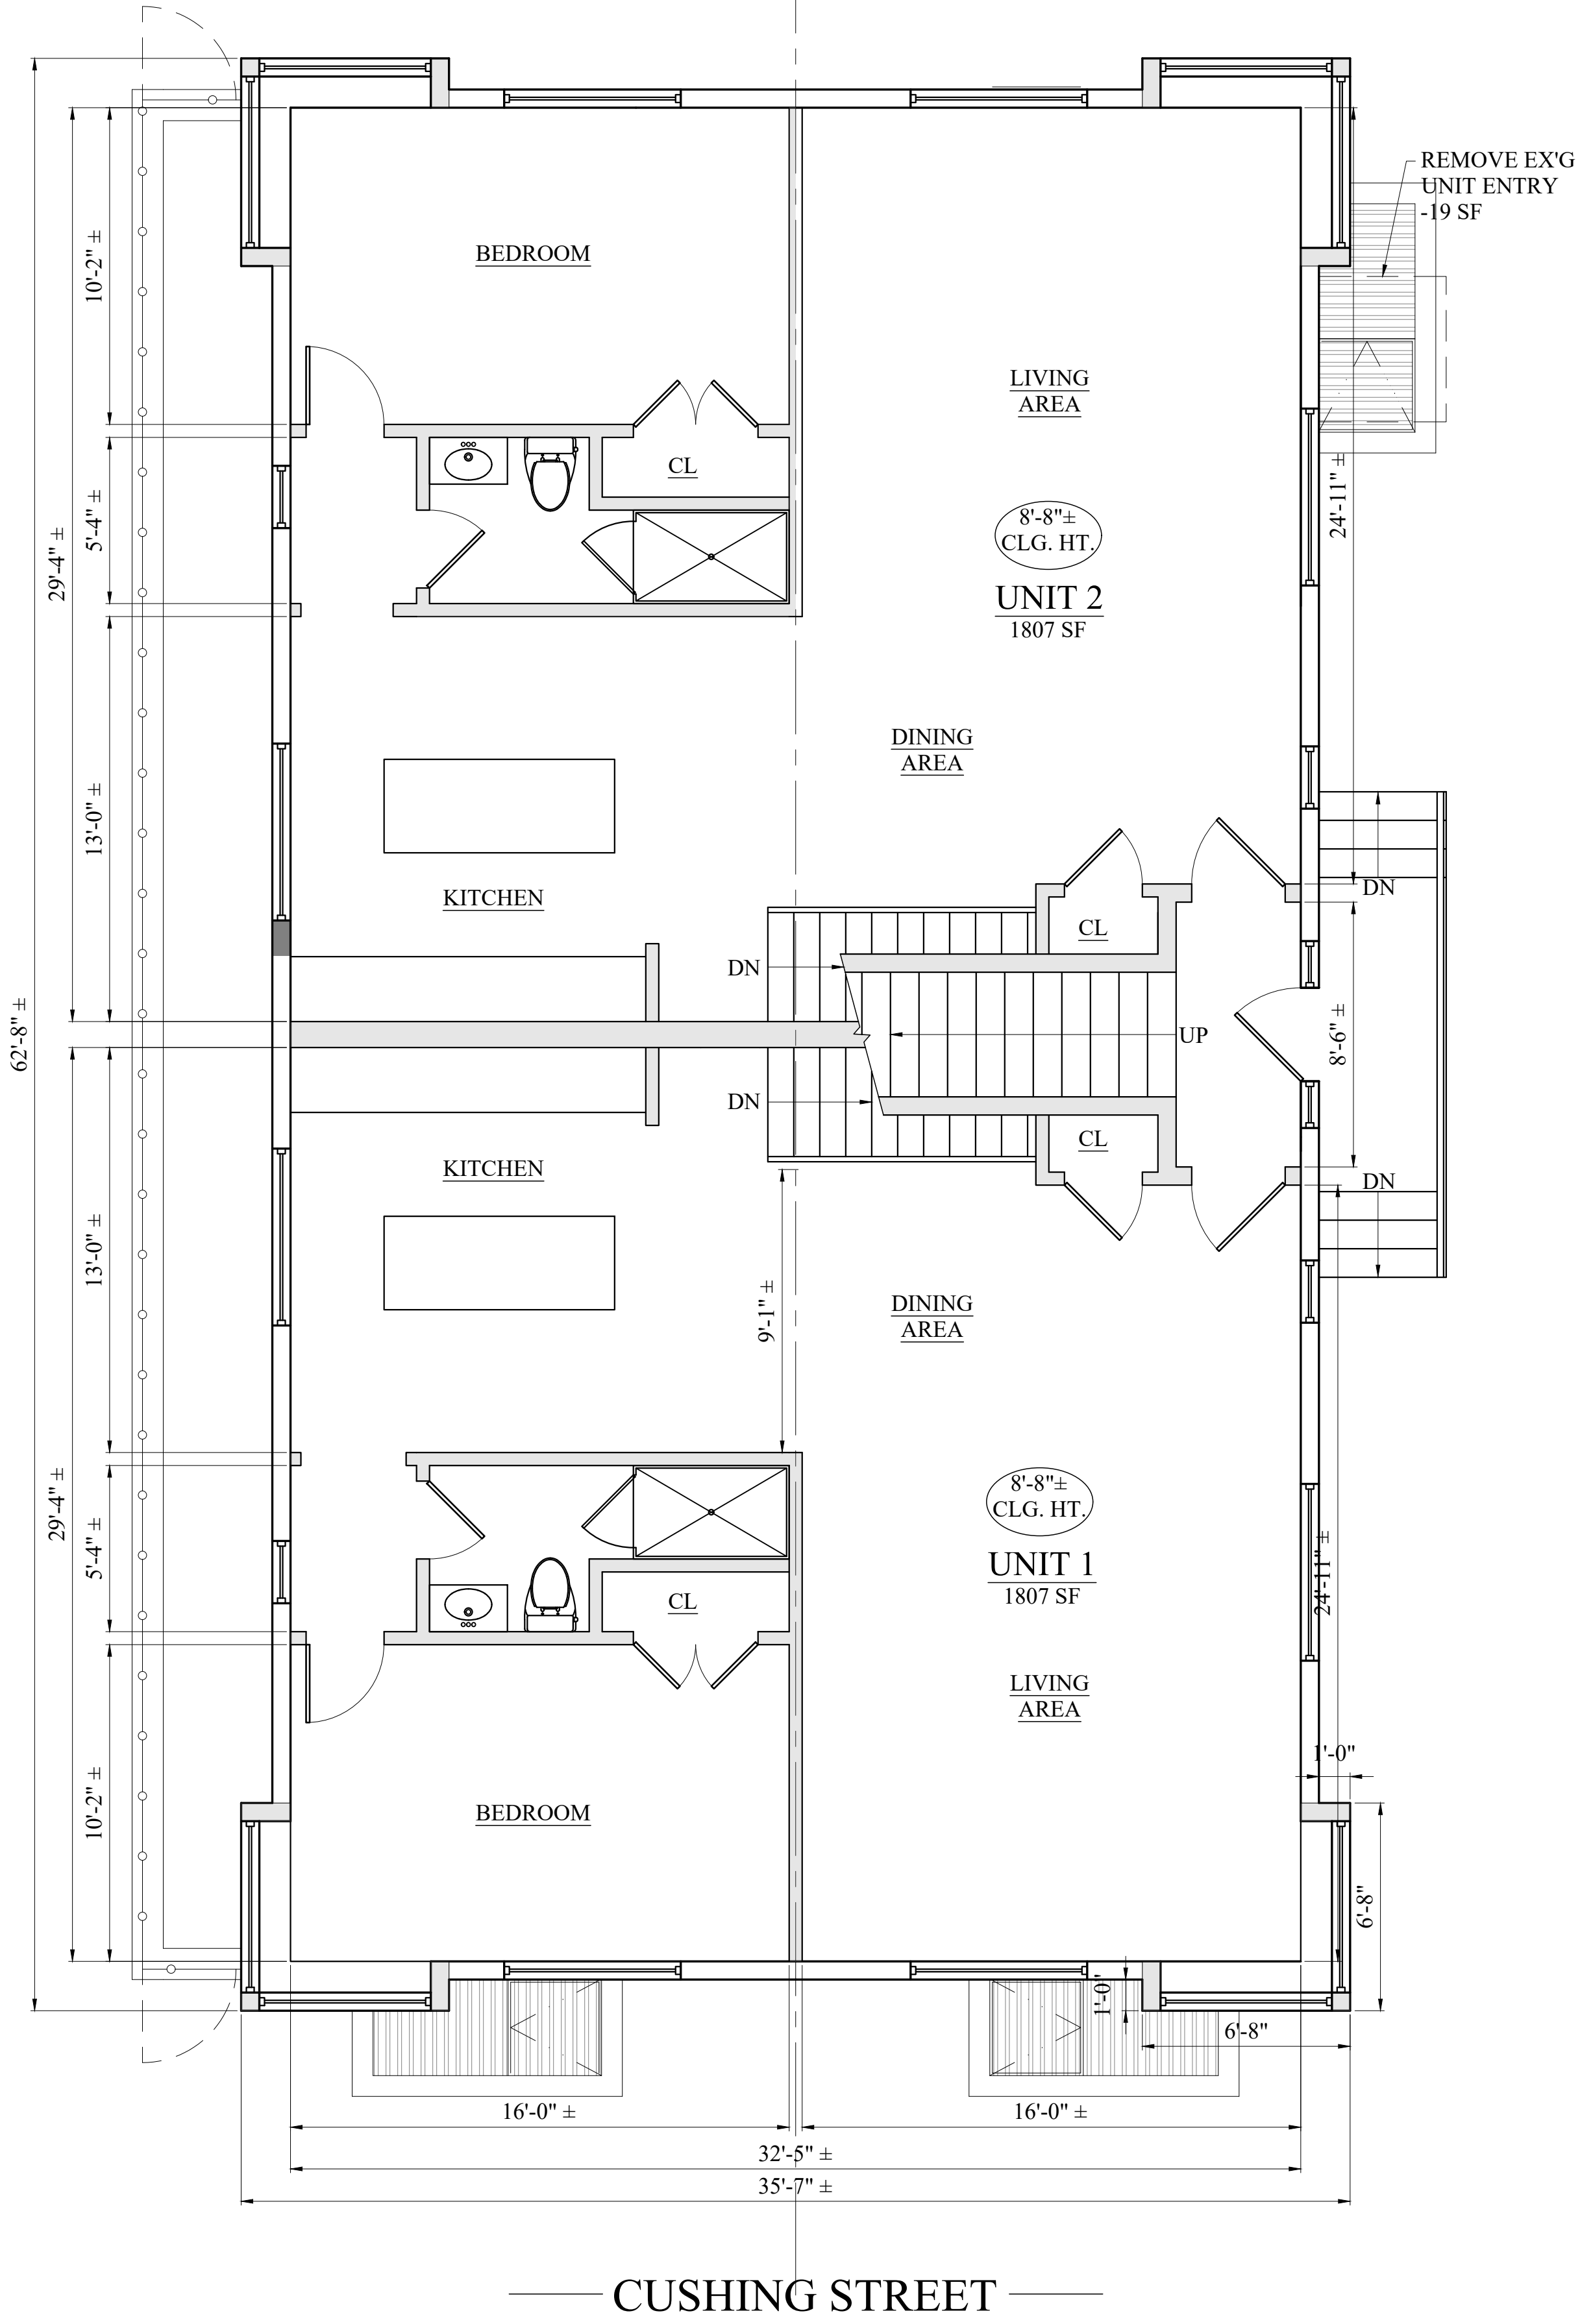 REMOVE EX'G
UNIT ENTRY
-19 SF
10'-2" ±
BEDROOM
LIVING
AREA
CL
5'-4" ±
29'-4" ±
24'-11" ±
8'-8"±
CLG. HT.
UNIT 2
1807 SF
DINING
AREA
13'-0" ±
KITCHEN
DN
CL
DN
62'-8" ±
UP
8'-6" ±
DN
CL
KITCHEN
DN
13'-0" ±
9'-1" ±
DINING
AREA
29'-4" ±
8'-8"±
CLG. HT.
5'-4" ±
UNIT 1
1807 SF
24'-11" ±
CL
LIVING
AREA
1'-0"
10'-2" ±
BEDROOM
6'-8"
1'-0"
6'-8"
16'-0" ±
16'-0" ±
32'-5" ±
35'-7" ±
CUSHING STREET